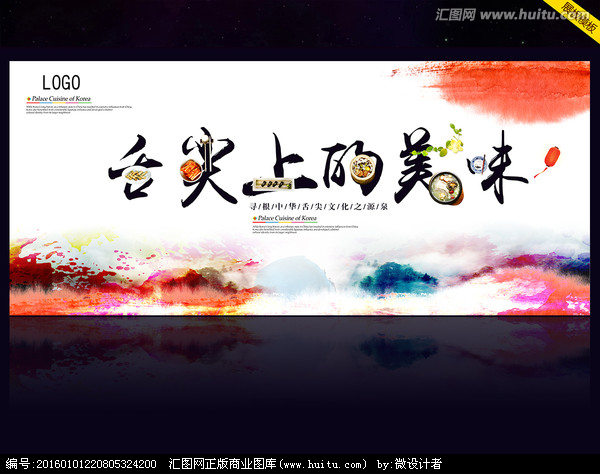 汇图网 www.huitu.com
展板模板
LOGO
Palace Cuisine of Korea
舌尖上的美味
寻/根/中/华/舌/尖/文/化/之/源/泉
Palace Cuisine of Korea
编号:20160101220805324200 汇图网正版商业图库(www.huitu.com) by:微设计者